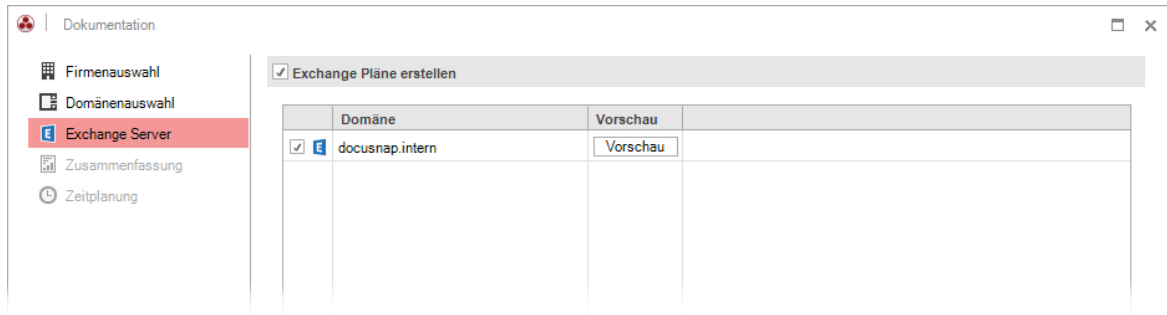 Dokumentation
Firmenauswahl
Domänenauswahl
Exchange Server
Zusammenfassung
Zeitplanung
Exchange Pläne erstellen
Domäne Vorschau
docusnap.intern Vorschau